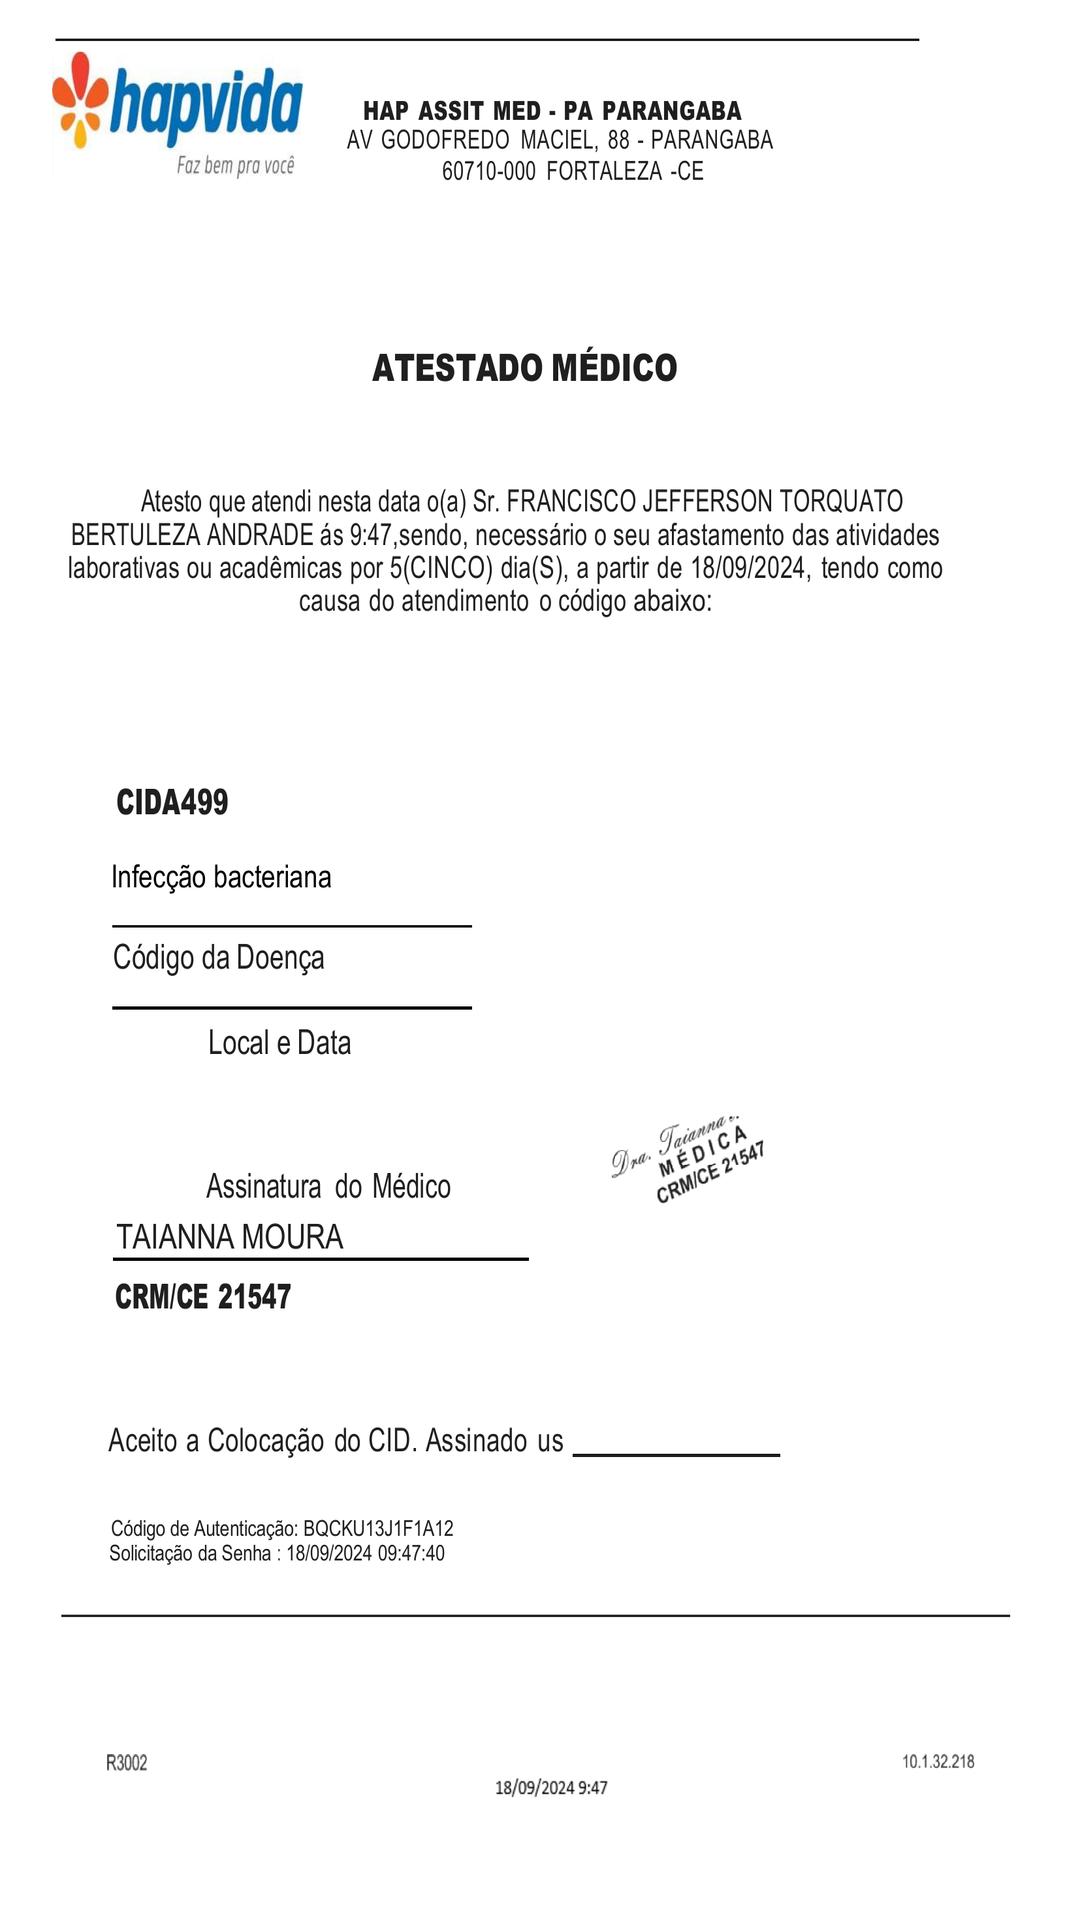 hapvida
Faz bem pra você
HAP ASSIT MED - PA PARANGABA
AV GODOFREDO MACIEL, 88 - PARANGABA
60710-000 FORTALEZA -CE
ATESTADO MÉDICO
Atesto que atendi nesta data o(a) Sr. FRANCISCO JEFFERSON TORQUATO
BERTULEZA ANDRADE ás 9:47,sendo, necessário o seu afastamento das atividades
laborativas ou acadêmicas por 5(CINCO) dia(S), a partir de 18/09/2024, tendo como
causa do atendimento o código abaixo:
CIDA499
Infecção bacteriana
Código da Doença
Local e Data
Dra. Taianna
MÉDICA
CRM/CE 21547
Assinatura do Médico
TAIANNA MOURA
CRM/CE 21547
Aceito a Colocação do CID. Assinado us
Código de Autenticação: BQCKU13J1F1A12
Solicitação da Senha : 18/09/2024 09:47:40
R3002
10.1.32.218
18/09/2024 9:47